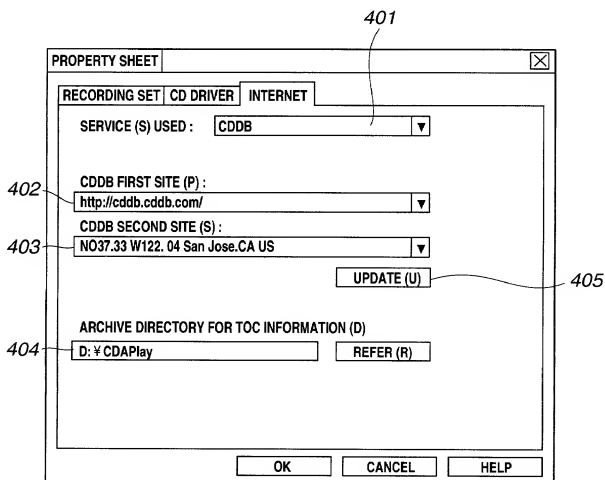 401
PROPERTY SHEET
RECORDING SET CD DRIVER INTERNET
SERVICE (S) USED : CDDB
CDDB FIRST SITE (P) :
402 http://cddb.cddb.com/
CDDB SECOND SITE (S) :
403 NO37.33 W122. 04 San Jose.CA US
UPDATE (U) 405
ARCHIVE DIRECTORY FOR TOC INFORMATION (D)
404 D: ¥ CDAPlay REFER (R)
OK CANCEL HELP